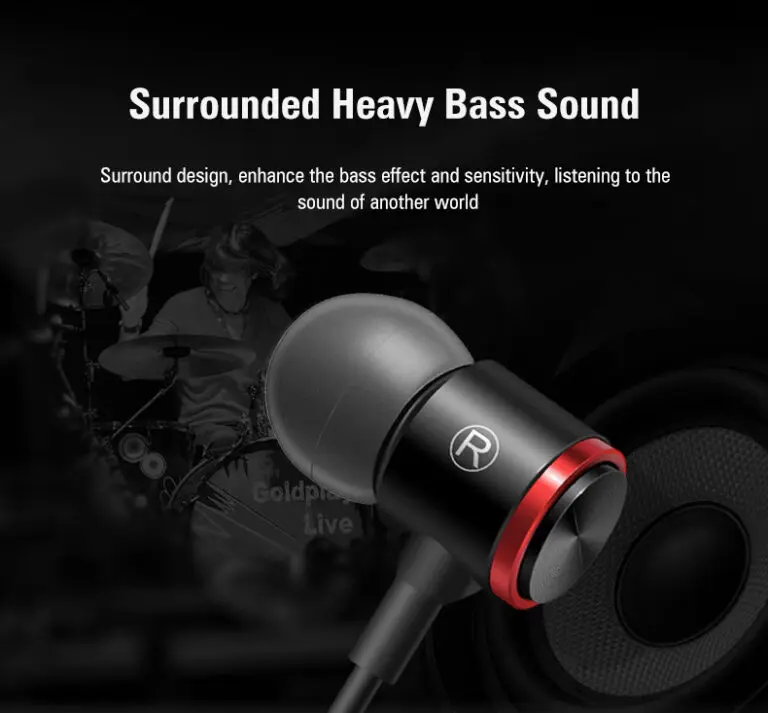 Surrounded Heavy Bass Sound
Surround design, enhance the bass effect and sensitivity, listening to the
sound of another world
R
Goldplay
Live